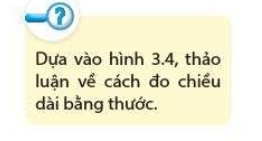 Dựa vào hình 3.4, thảo
luận về cách đo chiều
dài bằng thước.